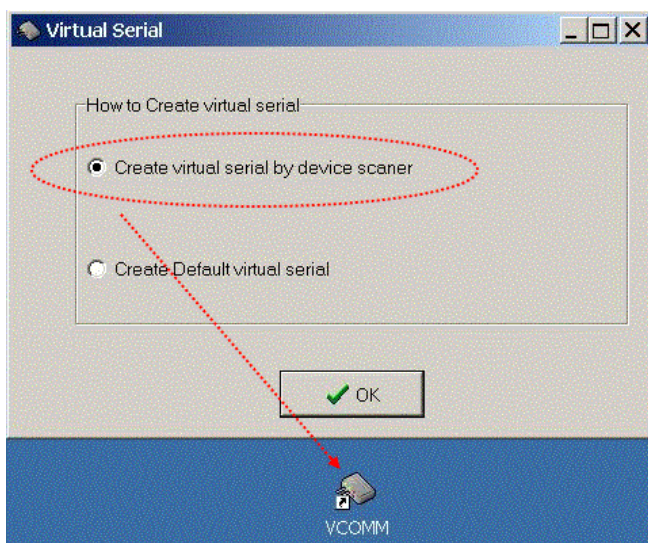 Virtual Serial
How to Create virtual serial
Create virtual serial by device scaner
Create Default virtual serial
OK
VCOMM